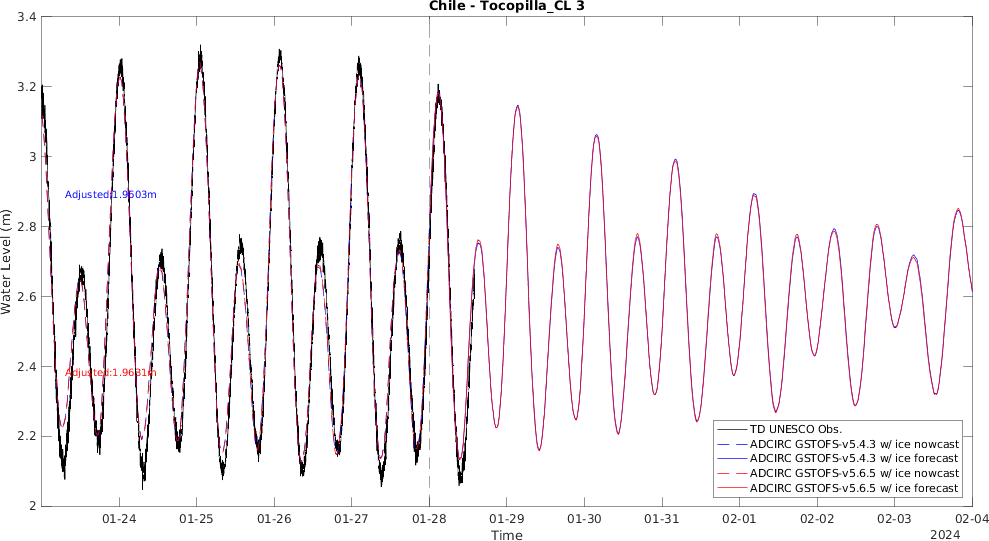 Chile - Tocopilla_CL 3
Water Level (m)
3.4
3.2
3
2.8
2.6
2.4
2.2
2
Adjusted:1.9603m
Adjusted:1.9631m
TD UNESCO Obs.
ADCIRC GSTOFS-v5.4.3 w/ ice nowcast
ADCIRC GSTOFS-v5.4.3 w/ ice forecast
ADCIRC GSTOFS-v5.6.5 w/ ice nowcast
ADCIRC GSTOFS-v5.6.5 w/ ice forecast
01-24 01-25 01-26 01-27 01-28 01-29 01-30 01-31 02-01 02-02 02-03 02-04
Time
2024